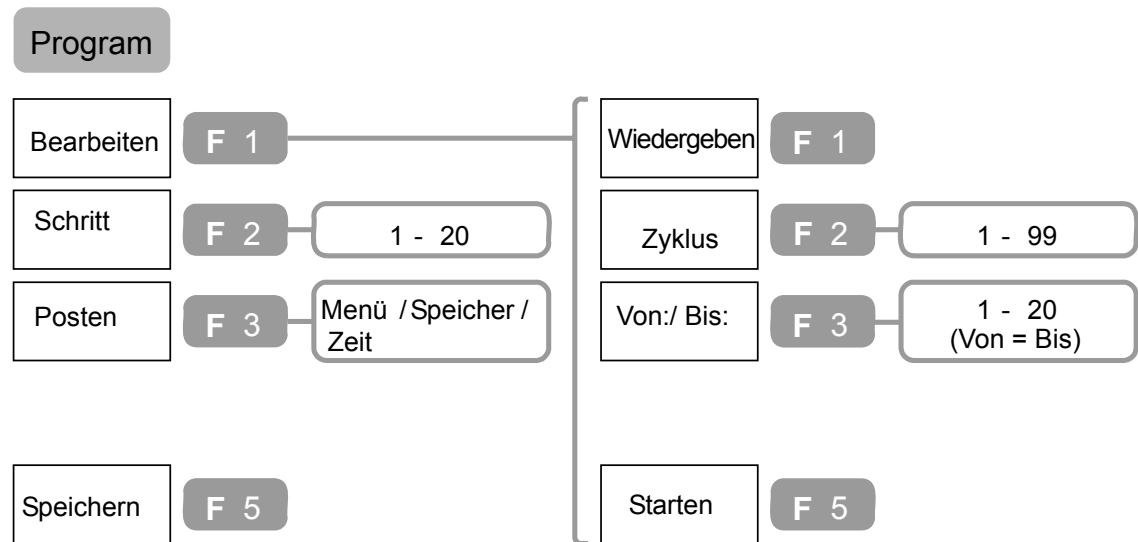 Program
Bearbeiten F 1
Schritt F 2 1 - 20
Posten F 3 Menü / Speicher /
Zeit
Speichern F 5
Wiedergeben F 1
Zyklus F 2 1 - 99
Von:/ Bis: F 3 1 - 20
(Von = Bis)
Starten F 5